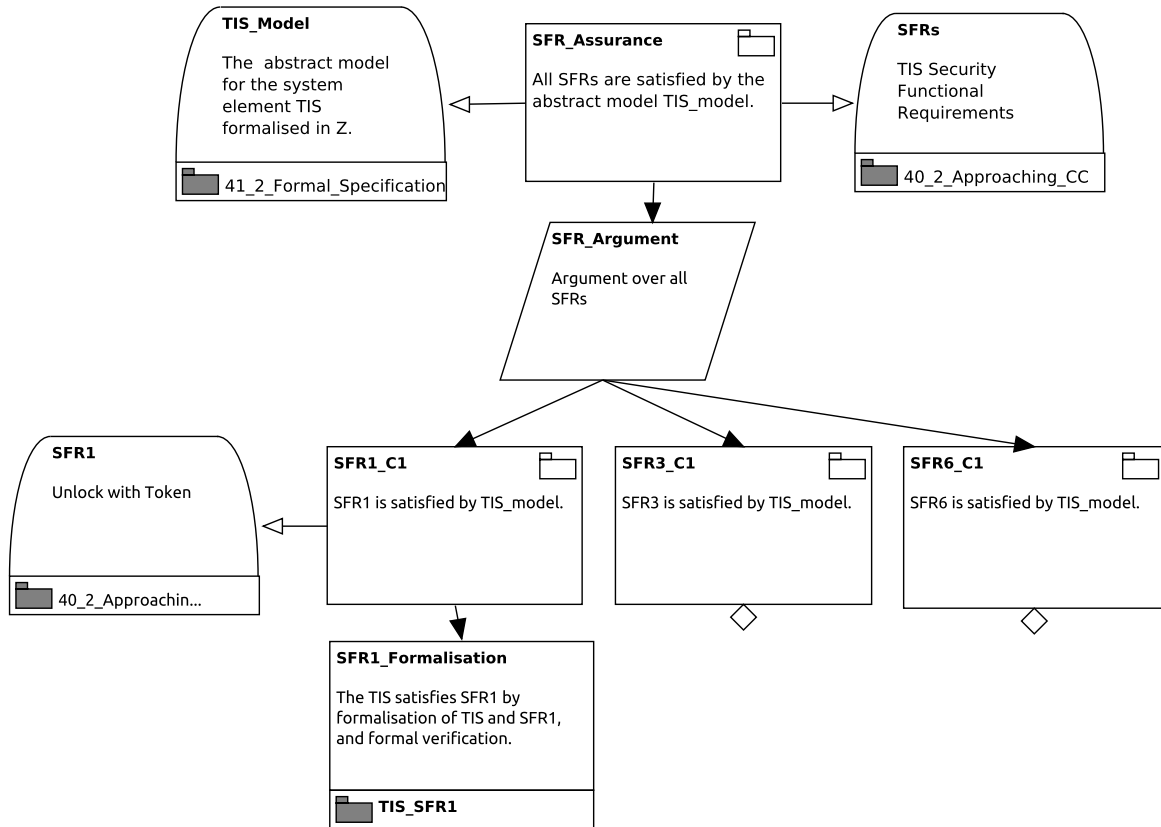 TIS_Model
The abstract model
for the system
element TIS
formalised in Z.
41_2_Formal_Specification
SFR_Assurance
All SFRs are satisfied by the
abstract model TIS_model.
SFRs
TIS Security
Functional
Requirements
40_2_Approaching_CC
SFR_Argument
Argument over all
SFRs
SFR1
Unlock with Token
40_2_Approachin...
SFR1_C1
SFR1 is satisfied by TIS_model.
SFR3_C1
SFR3 is satisfied by TIS_model.
SFR6_C1
SFR6 is satisfied by TIS_model.
SFR1_Formalisation
The TIS satisfies SFR1 by
formalisation of TIS and SFR1,
and formal verification.
TIS_SFR1